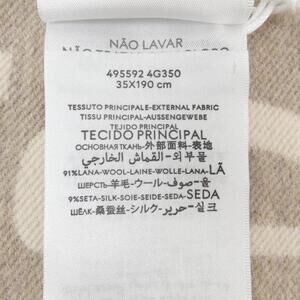 NÃO LAVAR
495592 4G350
35X190 cm
TESSUTO PRINCIPALE-EXTERNAL FABRIC
TISSU PRINCIPAL-AUSSENGEWEBE
TEJIDO PRINCIPAL
TECIDO PRINCIPAL
ОСНОВНАЯ ТКАНЬ-外部面料-表地
외부물-القماش الخارجي
91%LANA-WOOL-LAINE-WOLLE-LANA-LÃ
ШЕРСТЬ-羊毛-ウール-صوف-울
9%SETA-SILK-SOIE-SEIDE-SEDA-SEDA
ШЁЛК-桑蚕丝-シルク-حرير-실크